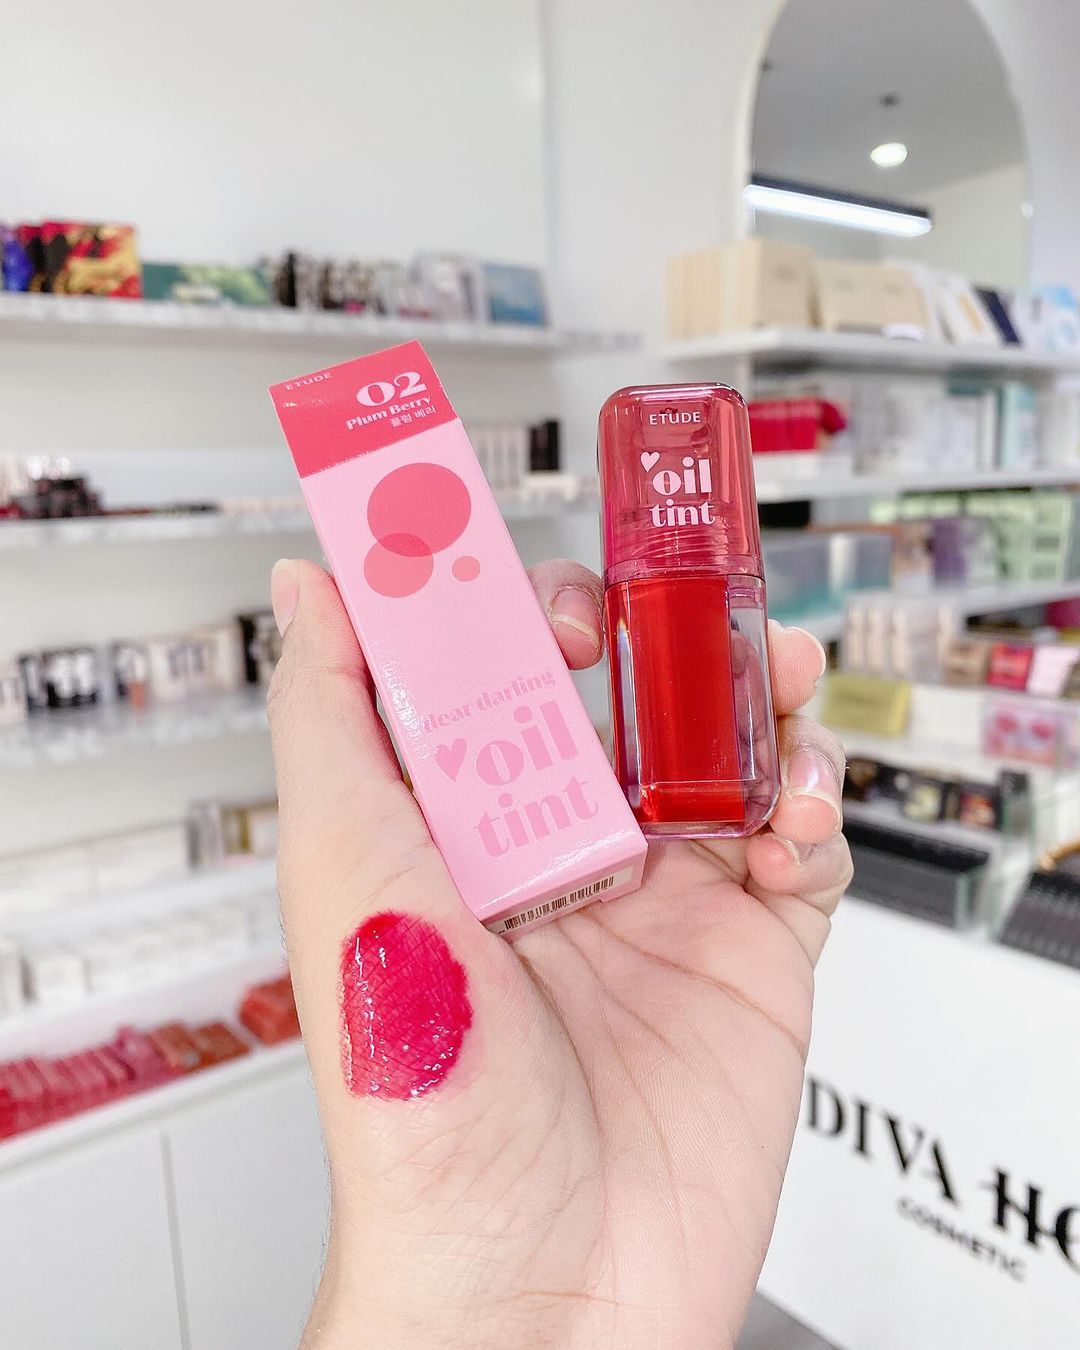 ETUDE
02
Plum Berry
플럼 베리
dear darling
oil
tint
ETUDE
oil
tint
DIVA HO
COSMETIC